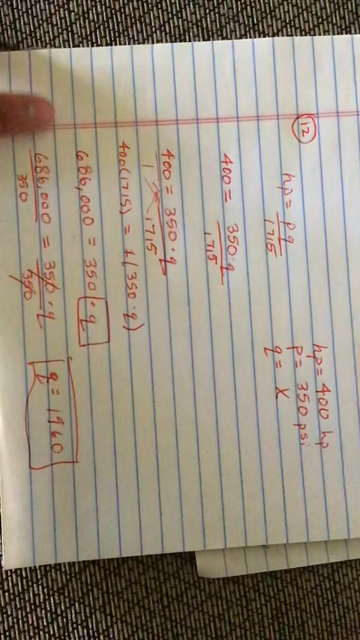 12
hp = pq / 1715
hp = 400 hp
p = 350 psi
q = x
400 = 350·q / 1715
400 / 1 = 350·q / 1715
400(1715) = 1(350·q)
686,000 = 350·q
686,000 / 350 = 350·q / 350
q = 1960